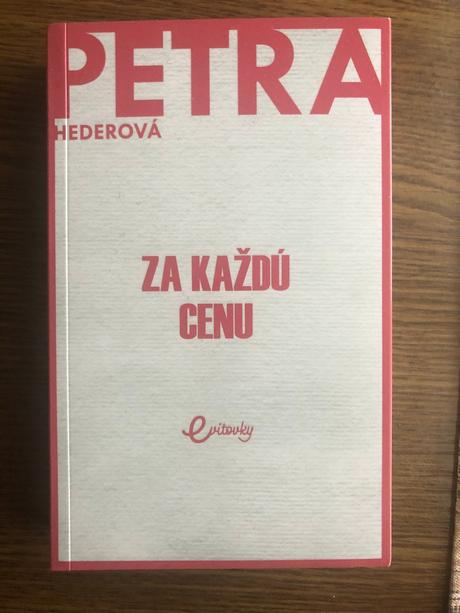 PETRA
HEDEROVÁ
ZA KAŽDÚ
CENU
evitovky